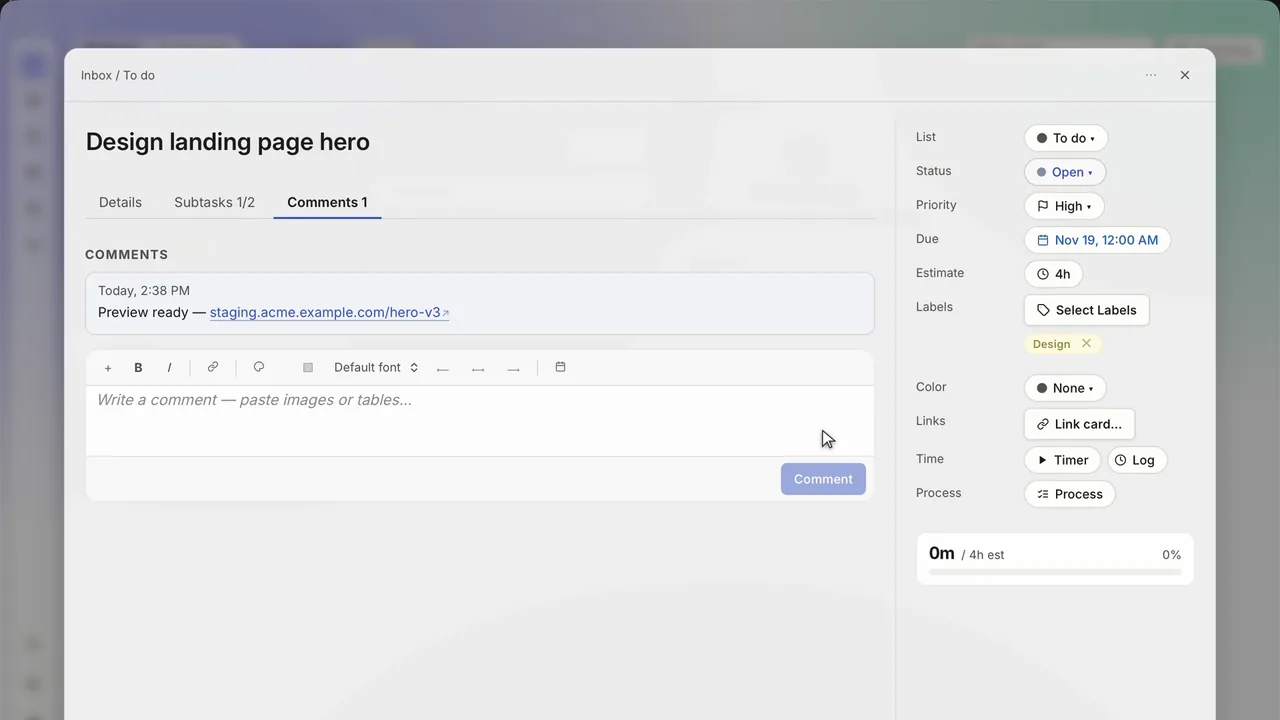 Inbox / To do
Design landing page hero
Details
Subtasks 1/2
Comments 1
COMMENTS
Today, 2:38 PM
Preview ready — staging.acme.example.com/hero-v3↗
+ B I Default font
Write a comment — paste images or tables...
Comment
List To do
Status Open
Priority High
Due Nov 19, 12:00 AM
Estimate 4h
Labels Select Labels
Design
Color None
Links Link card...
Time Timer Log
Process Process
0m / 4h est 0%